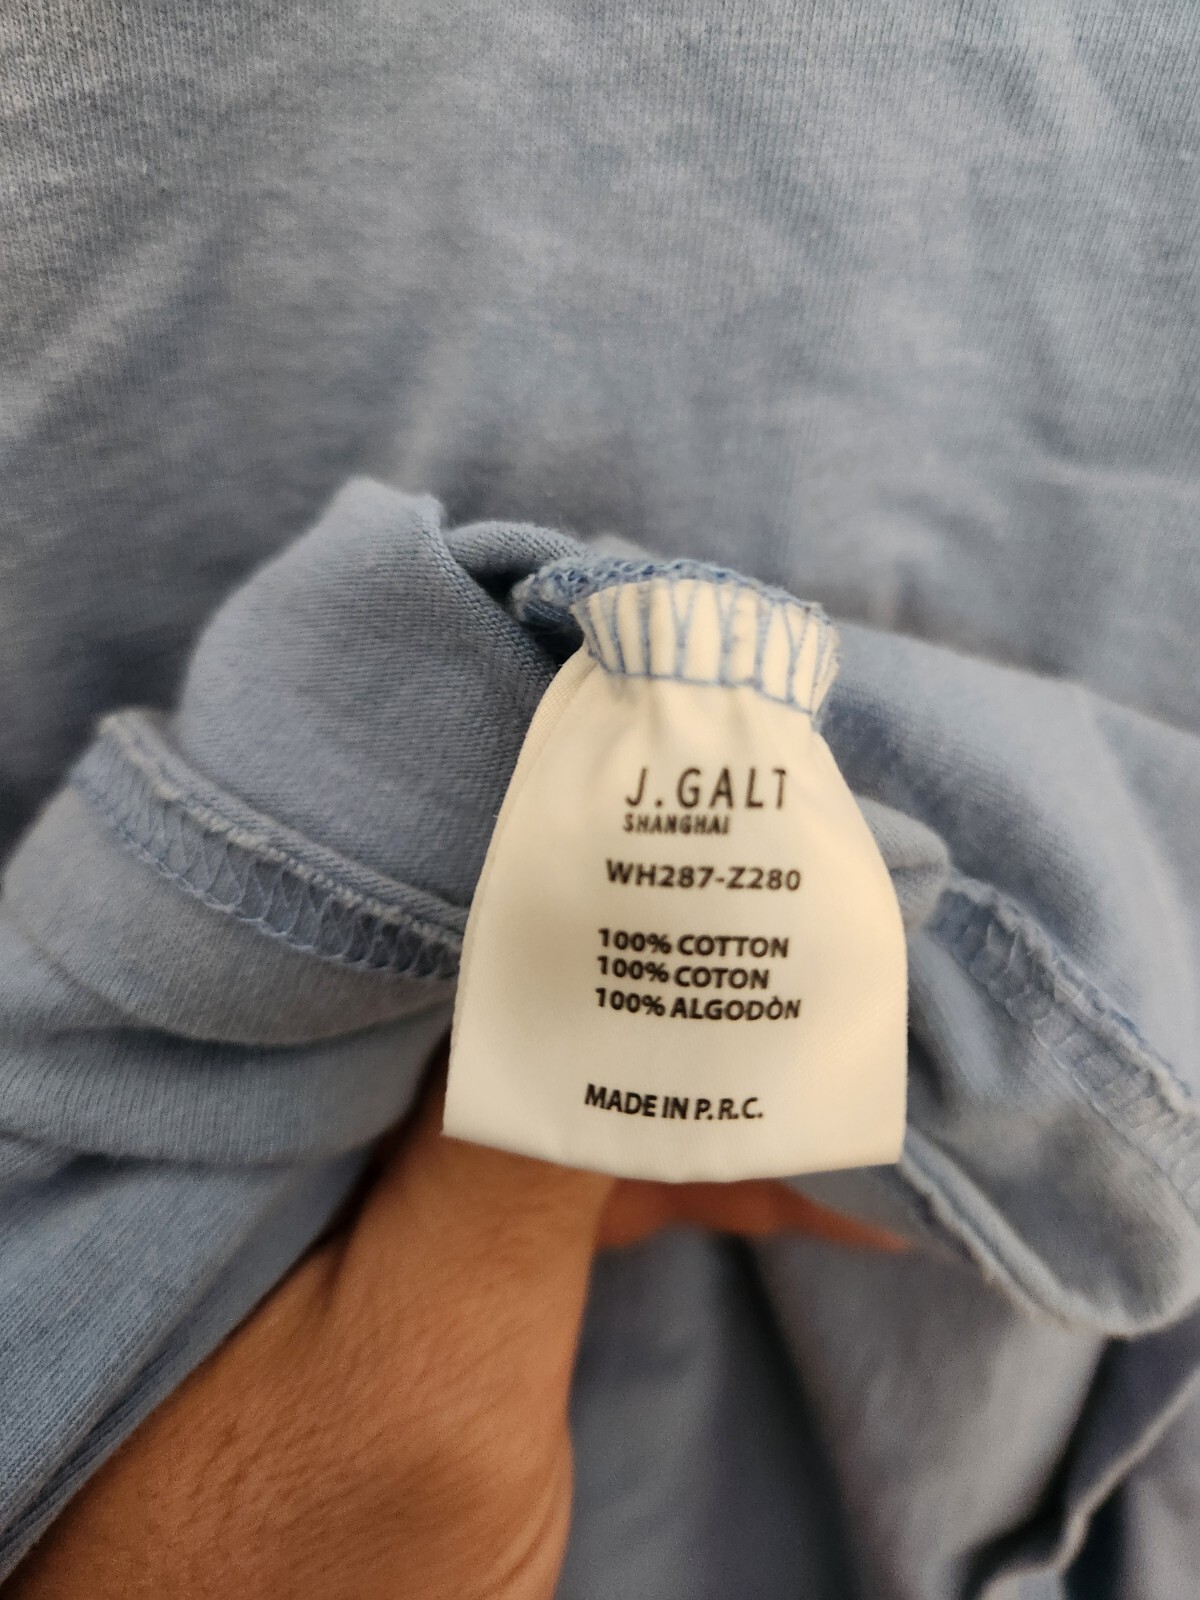 J.GALT
SHANGHAI
WH287-Z280
100% COTTON
100% COTON
100% ALGODÒN
MADE IN P.R.C.